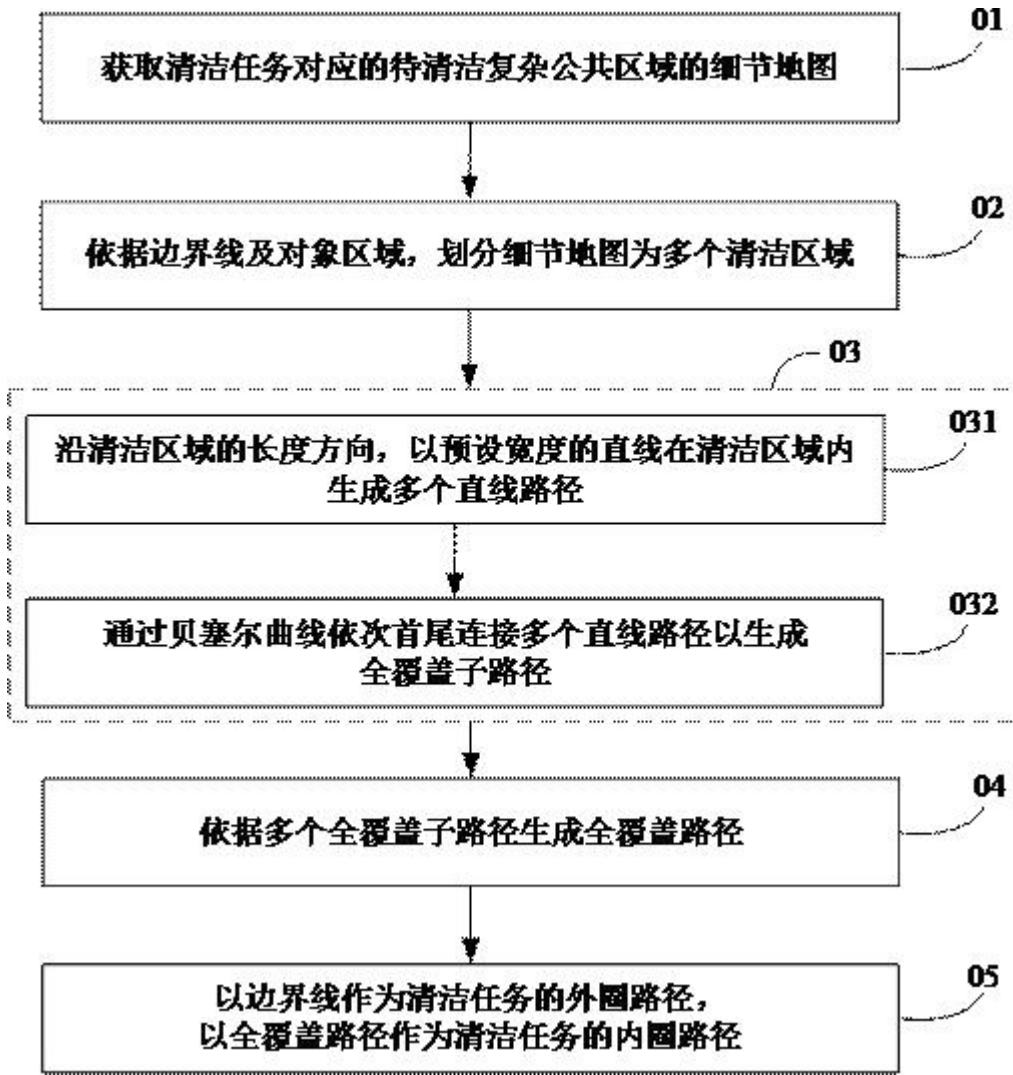 01
获取清洁任务对应的待清洁复杂公共区域的细节地图
02
依据边界线及对象区域，划分细节地图为多个清洁区域
03
031
沿清洁区域的长度方向，以预设宽度的直线在清洁区域内
生成多个直线路径
032
通过贝塞尔曲线依次首尾连接多个直线路径以生成
全覆盖子路径
04
依据多个全覆盖子路径生成全覆盖路径
05
以边界线作为清洁任务的外圈路径，
以全覆盖路径作为清洁任务的内圈路径